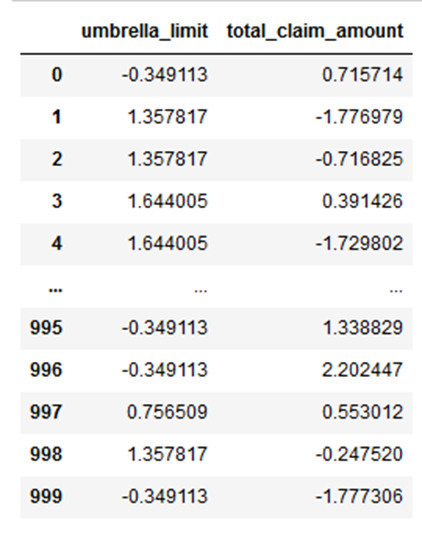 umbrella_limit total_claim_amount
0 -0.349113 0.715714
1 1.357817 -1.776979
2 1.357817 -0.716825
3 1.644005 0.391426
4 1.644005 -1.729802
... ... ...
995 -0.349113 1.338829
996 -0.349113 2.202447
997 0.756509 0.553012
998 1.357817 -0.247520
999 -0.349113 -1.777306